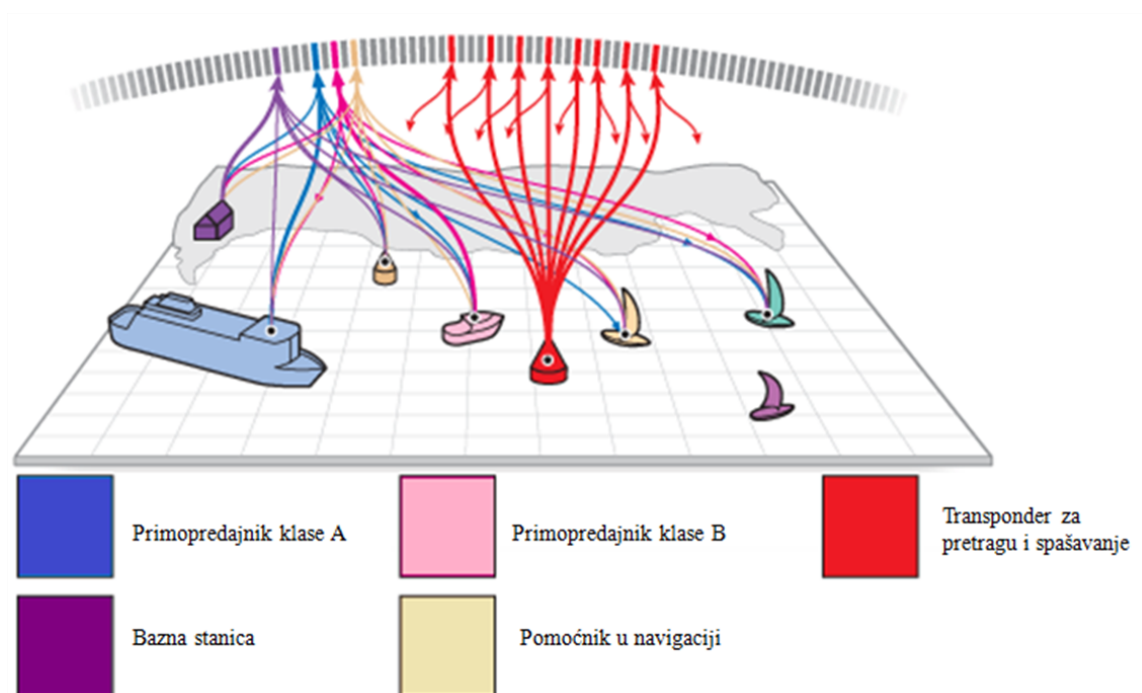 Primopredajnik klase A
Primopredajnik klase B
Transponder za
pretragu i spašavanje
Bazna stanica
Pomoćnik u navigaciji